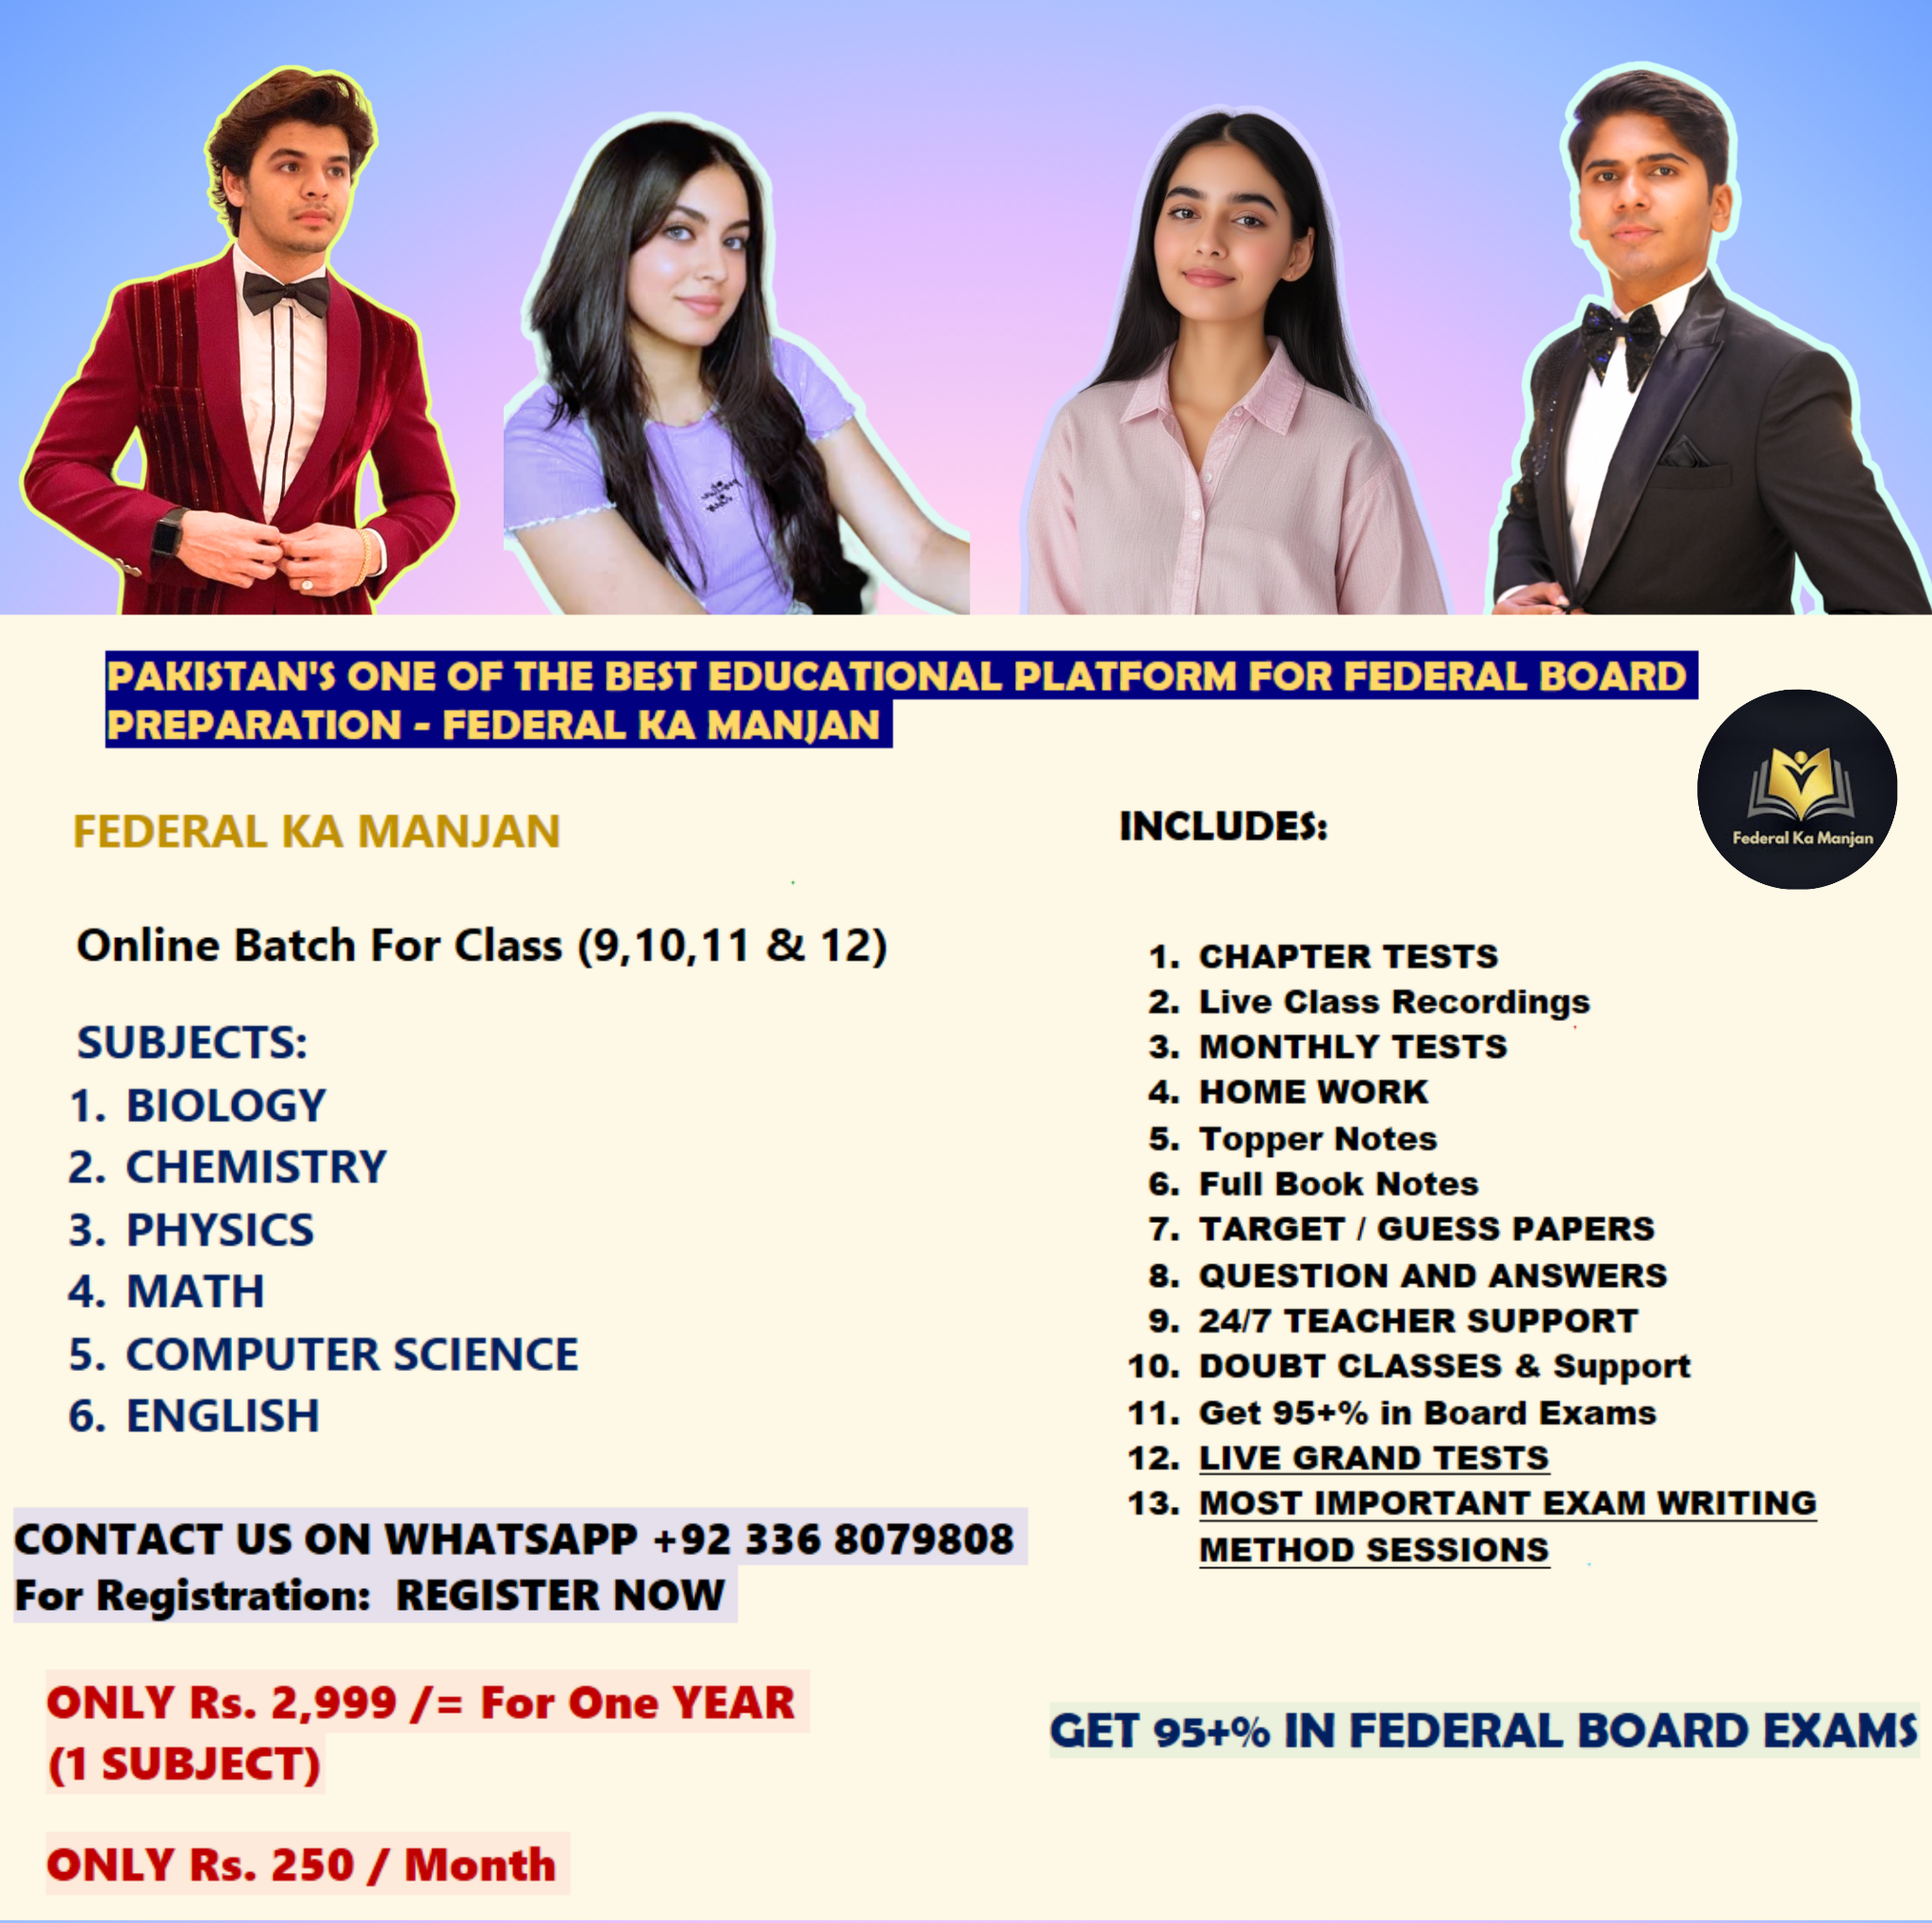 PAKISTAN'S ONE OF THE BEST EDUCATIONAL PLATFORM FOR FEDERAL BOARD
PREPARATION - FEDERAL KA MANJAN
Federal Ka Manjan
FEDERAL KA MANJAN
Online Batch For Class (9,10,11 & 12)
SUBJECTS:
1. BIOLOGY
2. CHEMISTRY
3. PHYSICS
4. MATH
5. COMPUTER SCIENCE
6. ENGLISH
CONTACT US ON WHATSAPP +92 336 8079808
For Registration: REGISTER NOW
ONLY Rs. 2,999 /= For One YEAR
(1 SUBJECT)
ONLY Rs. 250 / Month
INCLUDES:
1. CHAPTER TESTS
2. Live Class Recordings
3. MONTHLY TESTS
4. HOME WORK
5. Topper Notes
6. Full Book Notes
7. TARGET / GUESS PAPERS
8. QUESTION AND ANSWERS
9. 24/7 TEACHER SUPPORT
10. DOUBT CLASSES & Support
11. Get 95+% in Board Exams
12. LIVE GRAND TESTS
13. MOST IMPORTANT EXAM WRITING
METHOD SESSIONS
GET 95+% IN FEDERAL BOARD EXAMS